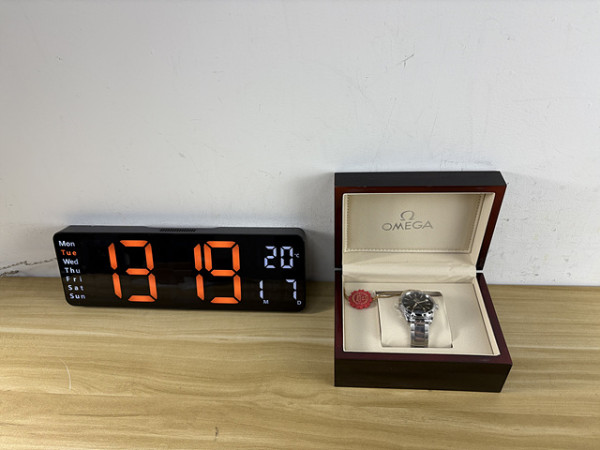 Mon
Tue
Wed
Thu
Fri
Sat
Sun
13 19
20°C
1 7
M D
Ω
OMEGA